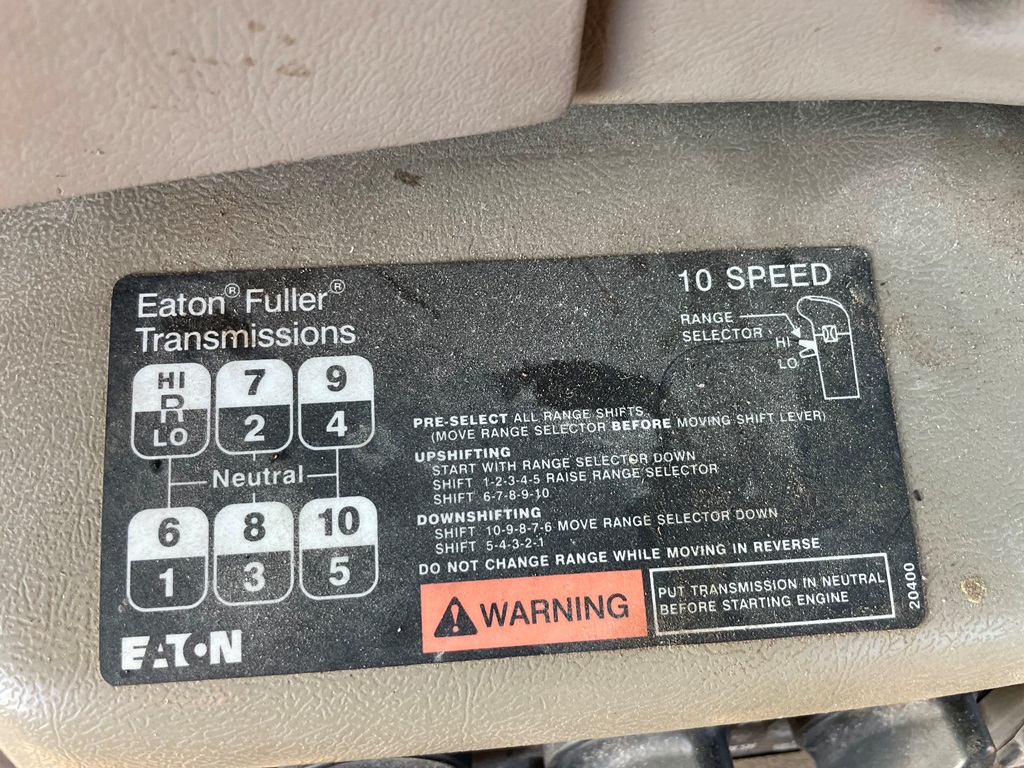 Eaton® Fuller®
Transmissions
10 SPEED
RANGE
SELECTOR
HI
LO
HI
R
LO
7
2
9
4
Neutral
6
1
8
3
10
5
PRE-SELECT ALL RANGE SHIFTS
(MOVE RANGE SELECTOR BEFORE MOVING SHIFT LEVER)
UPSHIFTING
START WITH RANGE SELECTOR DOWN
SHIFT 1-2-3-4-5 RAISE RANGE SELECTOR
SHIFT 6-7-8-9-10
DOWNSHIFTING
SHIFT 10-9-8-7-6 MOVE RANGE SELECTOR DOWN
SHIFT 5-4-3-2-1
DO NOT CHANGE RANGE WHILE MOVING IN REVERSE
WARNING
PUT TRANSMISSION IN NEUTRAL
BEFORE STARTING ENGINE
20400
EATON